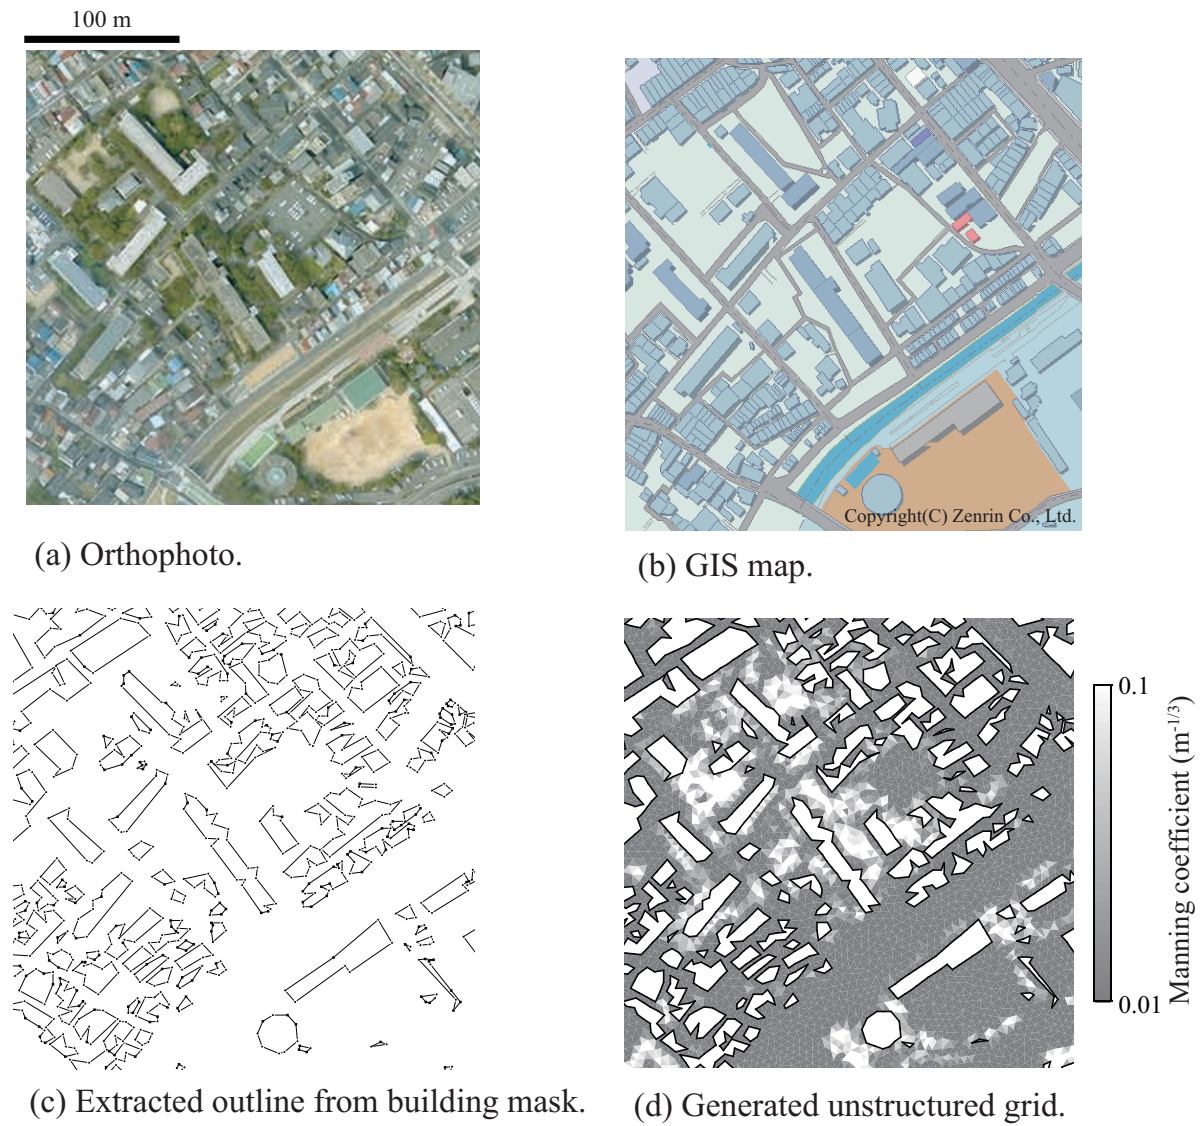 100 m
(a) Orthophoto.
Copyright(C) Zenrin Co., Ltd.
(b) GIS map.
0.1
Manning coefficient (m-1/3)
0.01
(c) Extracted outline from building mask.
(d) Generated unstructured grid.